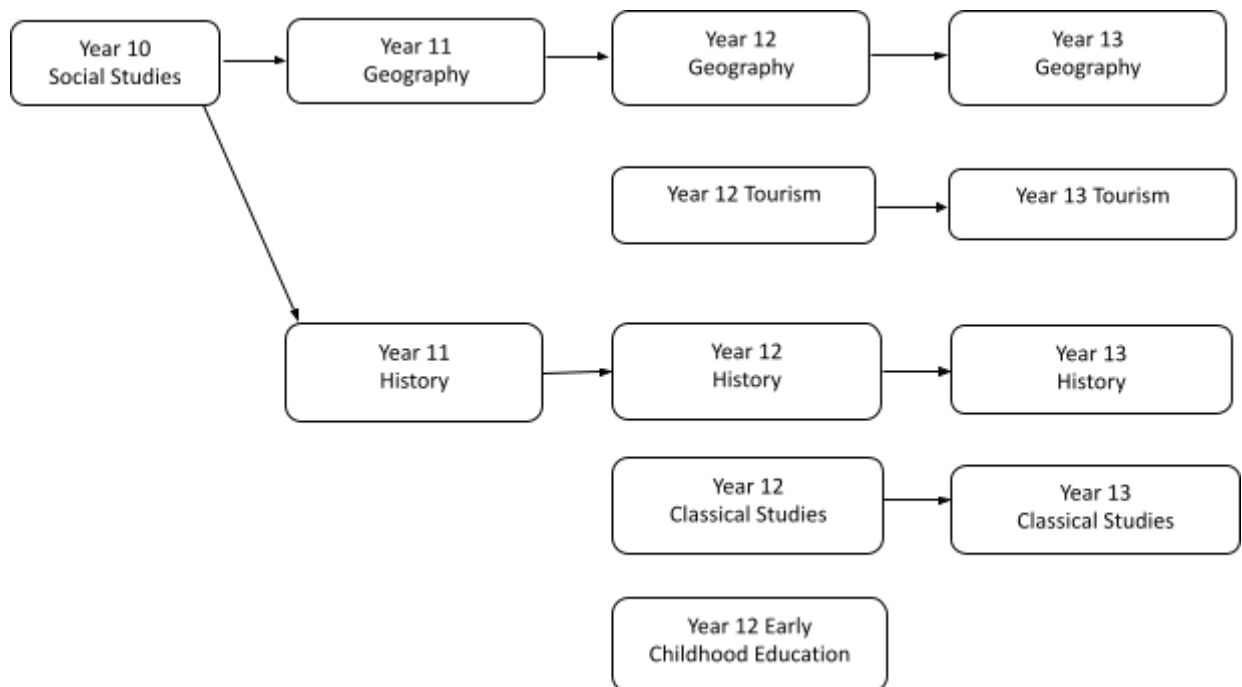 Year 10
Social Studies
Year 11
Geography
Year 12
Geography
Year 13
Geography
Year 12 Tourism
Year 13 Tourism
Year 11
History
Year 12
History
Year 13
History
Year 12
Classical Studies
Year 13
Classical Studies
Year 12 Early
Childhood Education